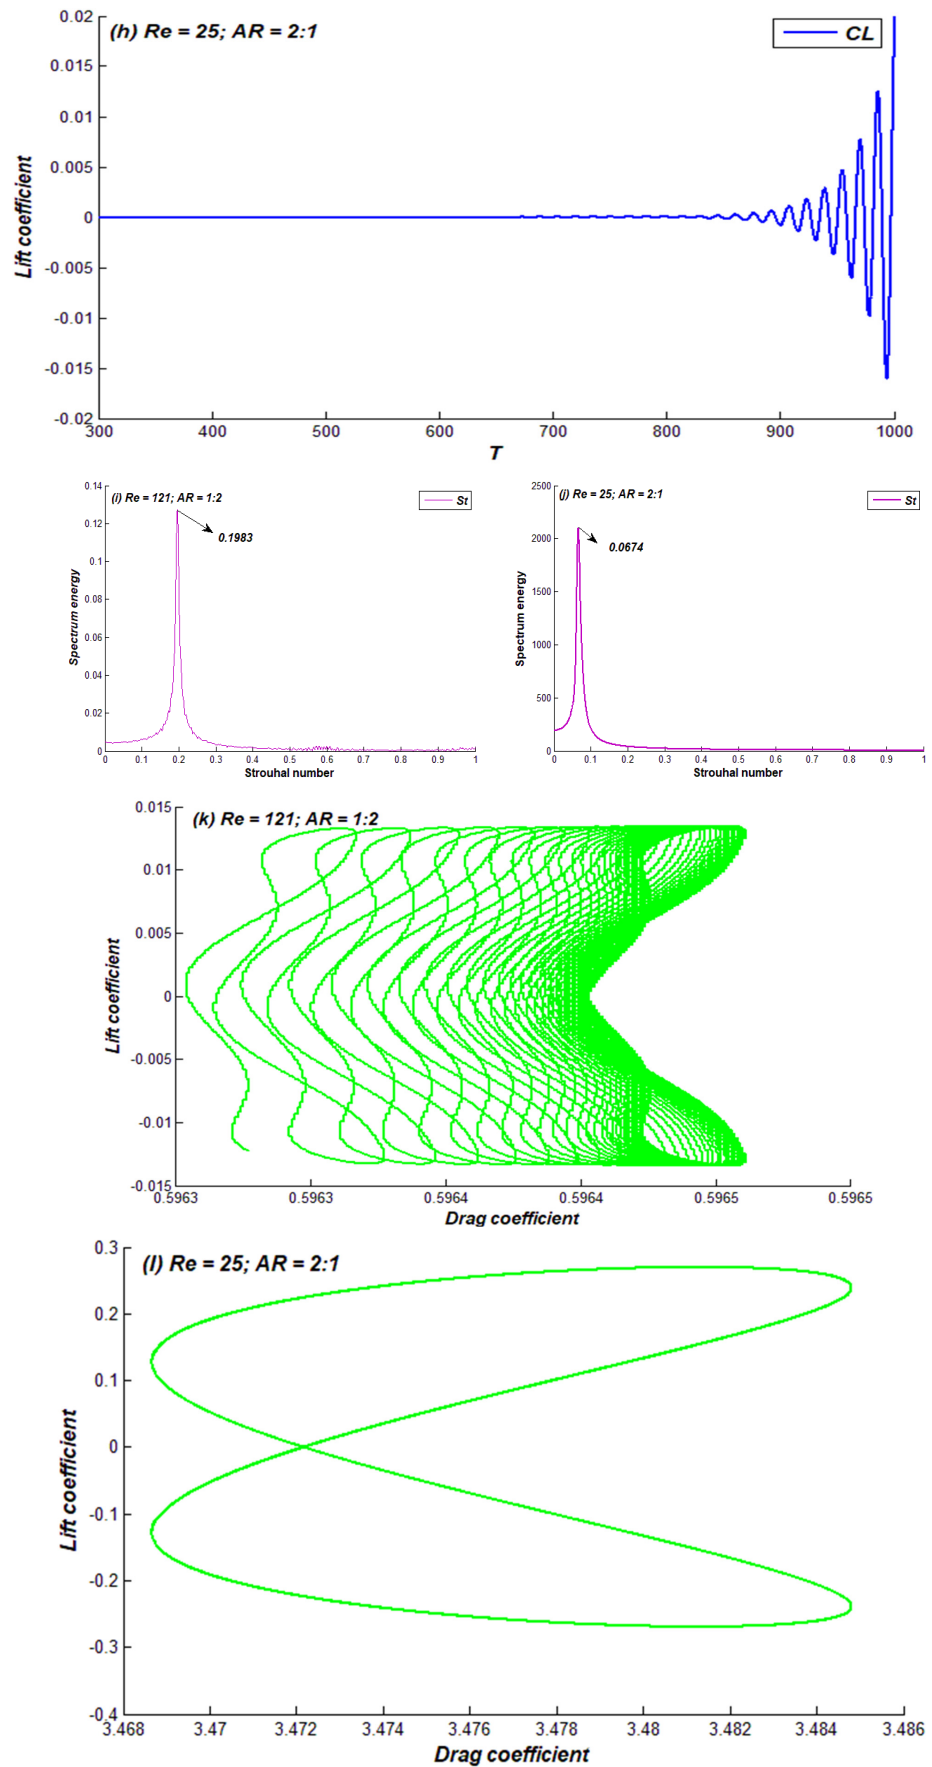 (h) Re = 25; AR = 2:1
CL
0.02
0.015
0.01
0.005
0
-0.005
-0.01
-0.015
-0.02
Lift coefficient
300 400 500 600 700 800 900 1000
T
(i) Re = 121; AR = 1:2
St
0.1983
0.14
0.12
0.1
0.08
0.06
0.04
0.02
0
Spectrum energy
0 0.1 0.2 0.3 0.4 0.5 0.6 0.7 0.8 0.9 1
Strouhal number
(j) Re = 25; AR = 2:1
St
0.0674
2500
2000
1500
1000
500
0
Spectrum energy
0 0.1 0.2 0.3 0.4 0.5 0.6 0.7 0.8 0.9 1
Strouhal number
(k) Re = 121; AR = 1:2
0.015
0.01
0.005
0
-0.005
-0.01
-0.015
Lift coefficient
0.5963 0.5963 0.5964 0.5964 0.5965 0.5965
Drag coefficient
(l) Re = 25; AR = 2:1
0.3
0.2
0.1
0
-0.1
-0.2
-0.3
-0.4
Lift coefficient
3.468 3.47 3.472 3.474 3.476 3.478 3.48 3.482 3.484 3.486
Drag coefficient